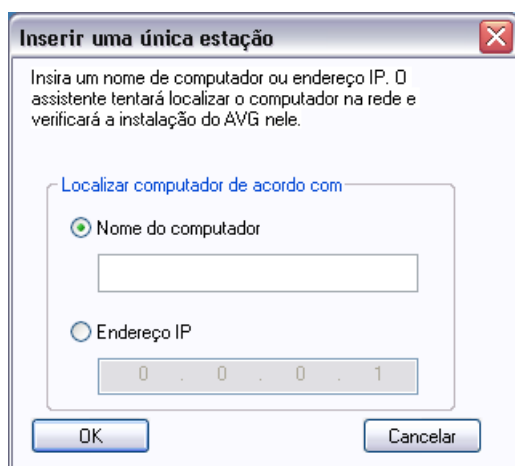 Inserir uma única estação
Insira um nome de computador ou endereço IP. O
assistente tentará localizar o computador na rede e
verificará a instalação do AVG nele.
Localizar computador de acordo com
Nome do computador
Endereço IP
0 . 0 . 0 . 1
OK Cancelar